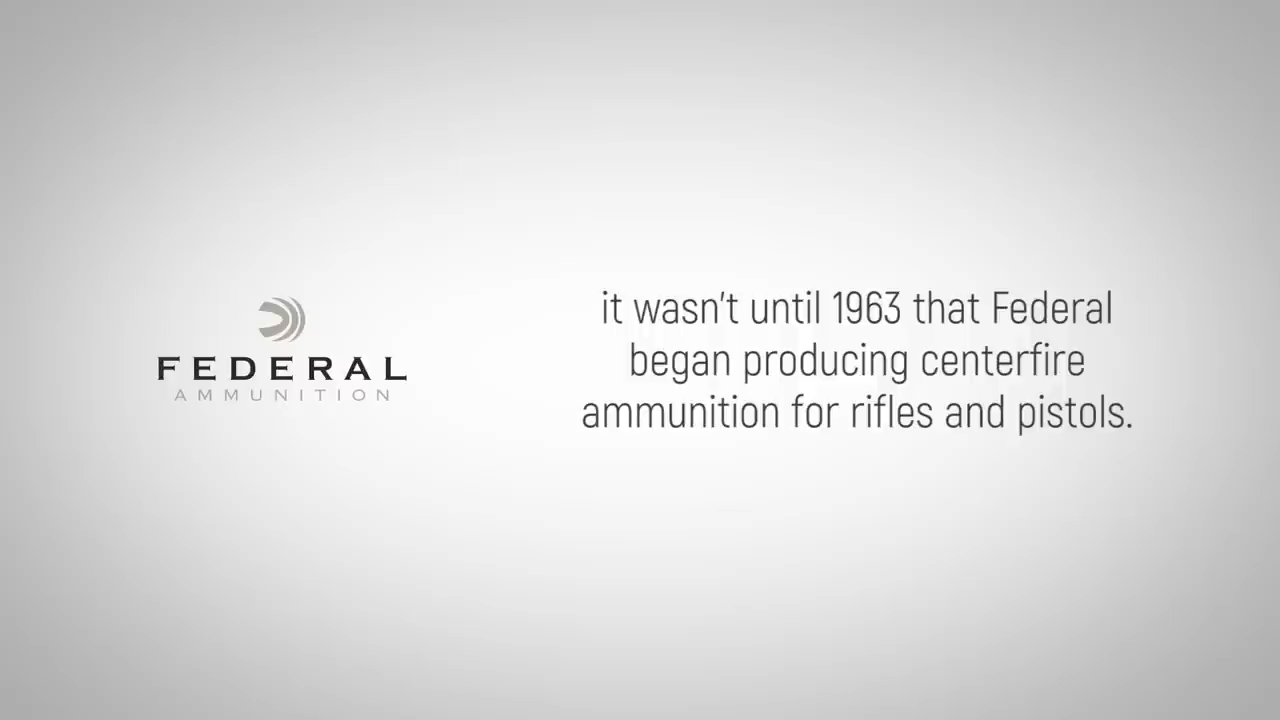 FEDERAL
AMMUNITION
it wasn't until 1963 that Federal
began producing centerfire
ammunition for rifles and pistols.